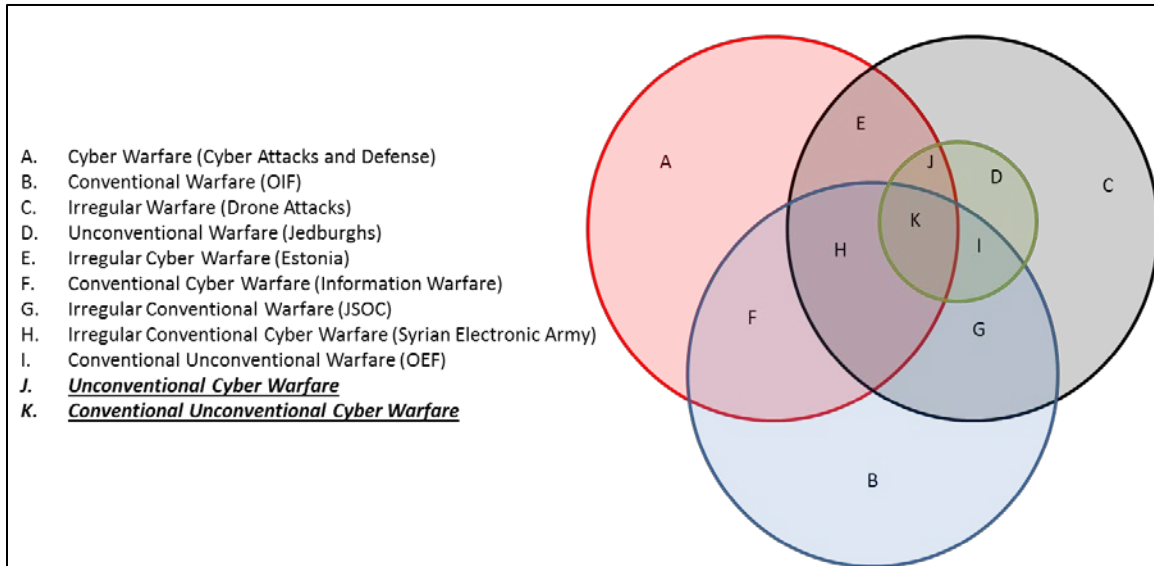 A. Cyber Warfare (Cyber Attacks and Defense)
B. Conventional Warfare (OIF)
C. Irregular Warfare (Drone Attacks)
D. Unconventional Warfare (Jedburghs)
E. Irregular Cyber Warfare (Estonia)
F. Conventional Cyber Warfare (Information Warfare)
G. Irregular Conventional Warfare (JSOC)
H. Irregular Conventional Cyber Warfare (Syrian Electronic Army)
I. Conventional Unconventional Warfare (OEF)
J. Unconventional Cyber Warfare
K. Conventional Unconventional Cyber Warfare
E
A
J
D
C
K
H
I
F
G
B